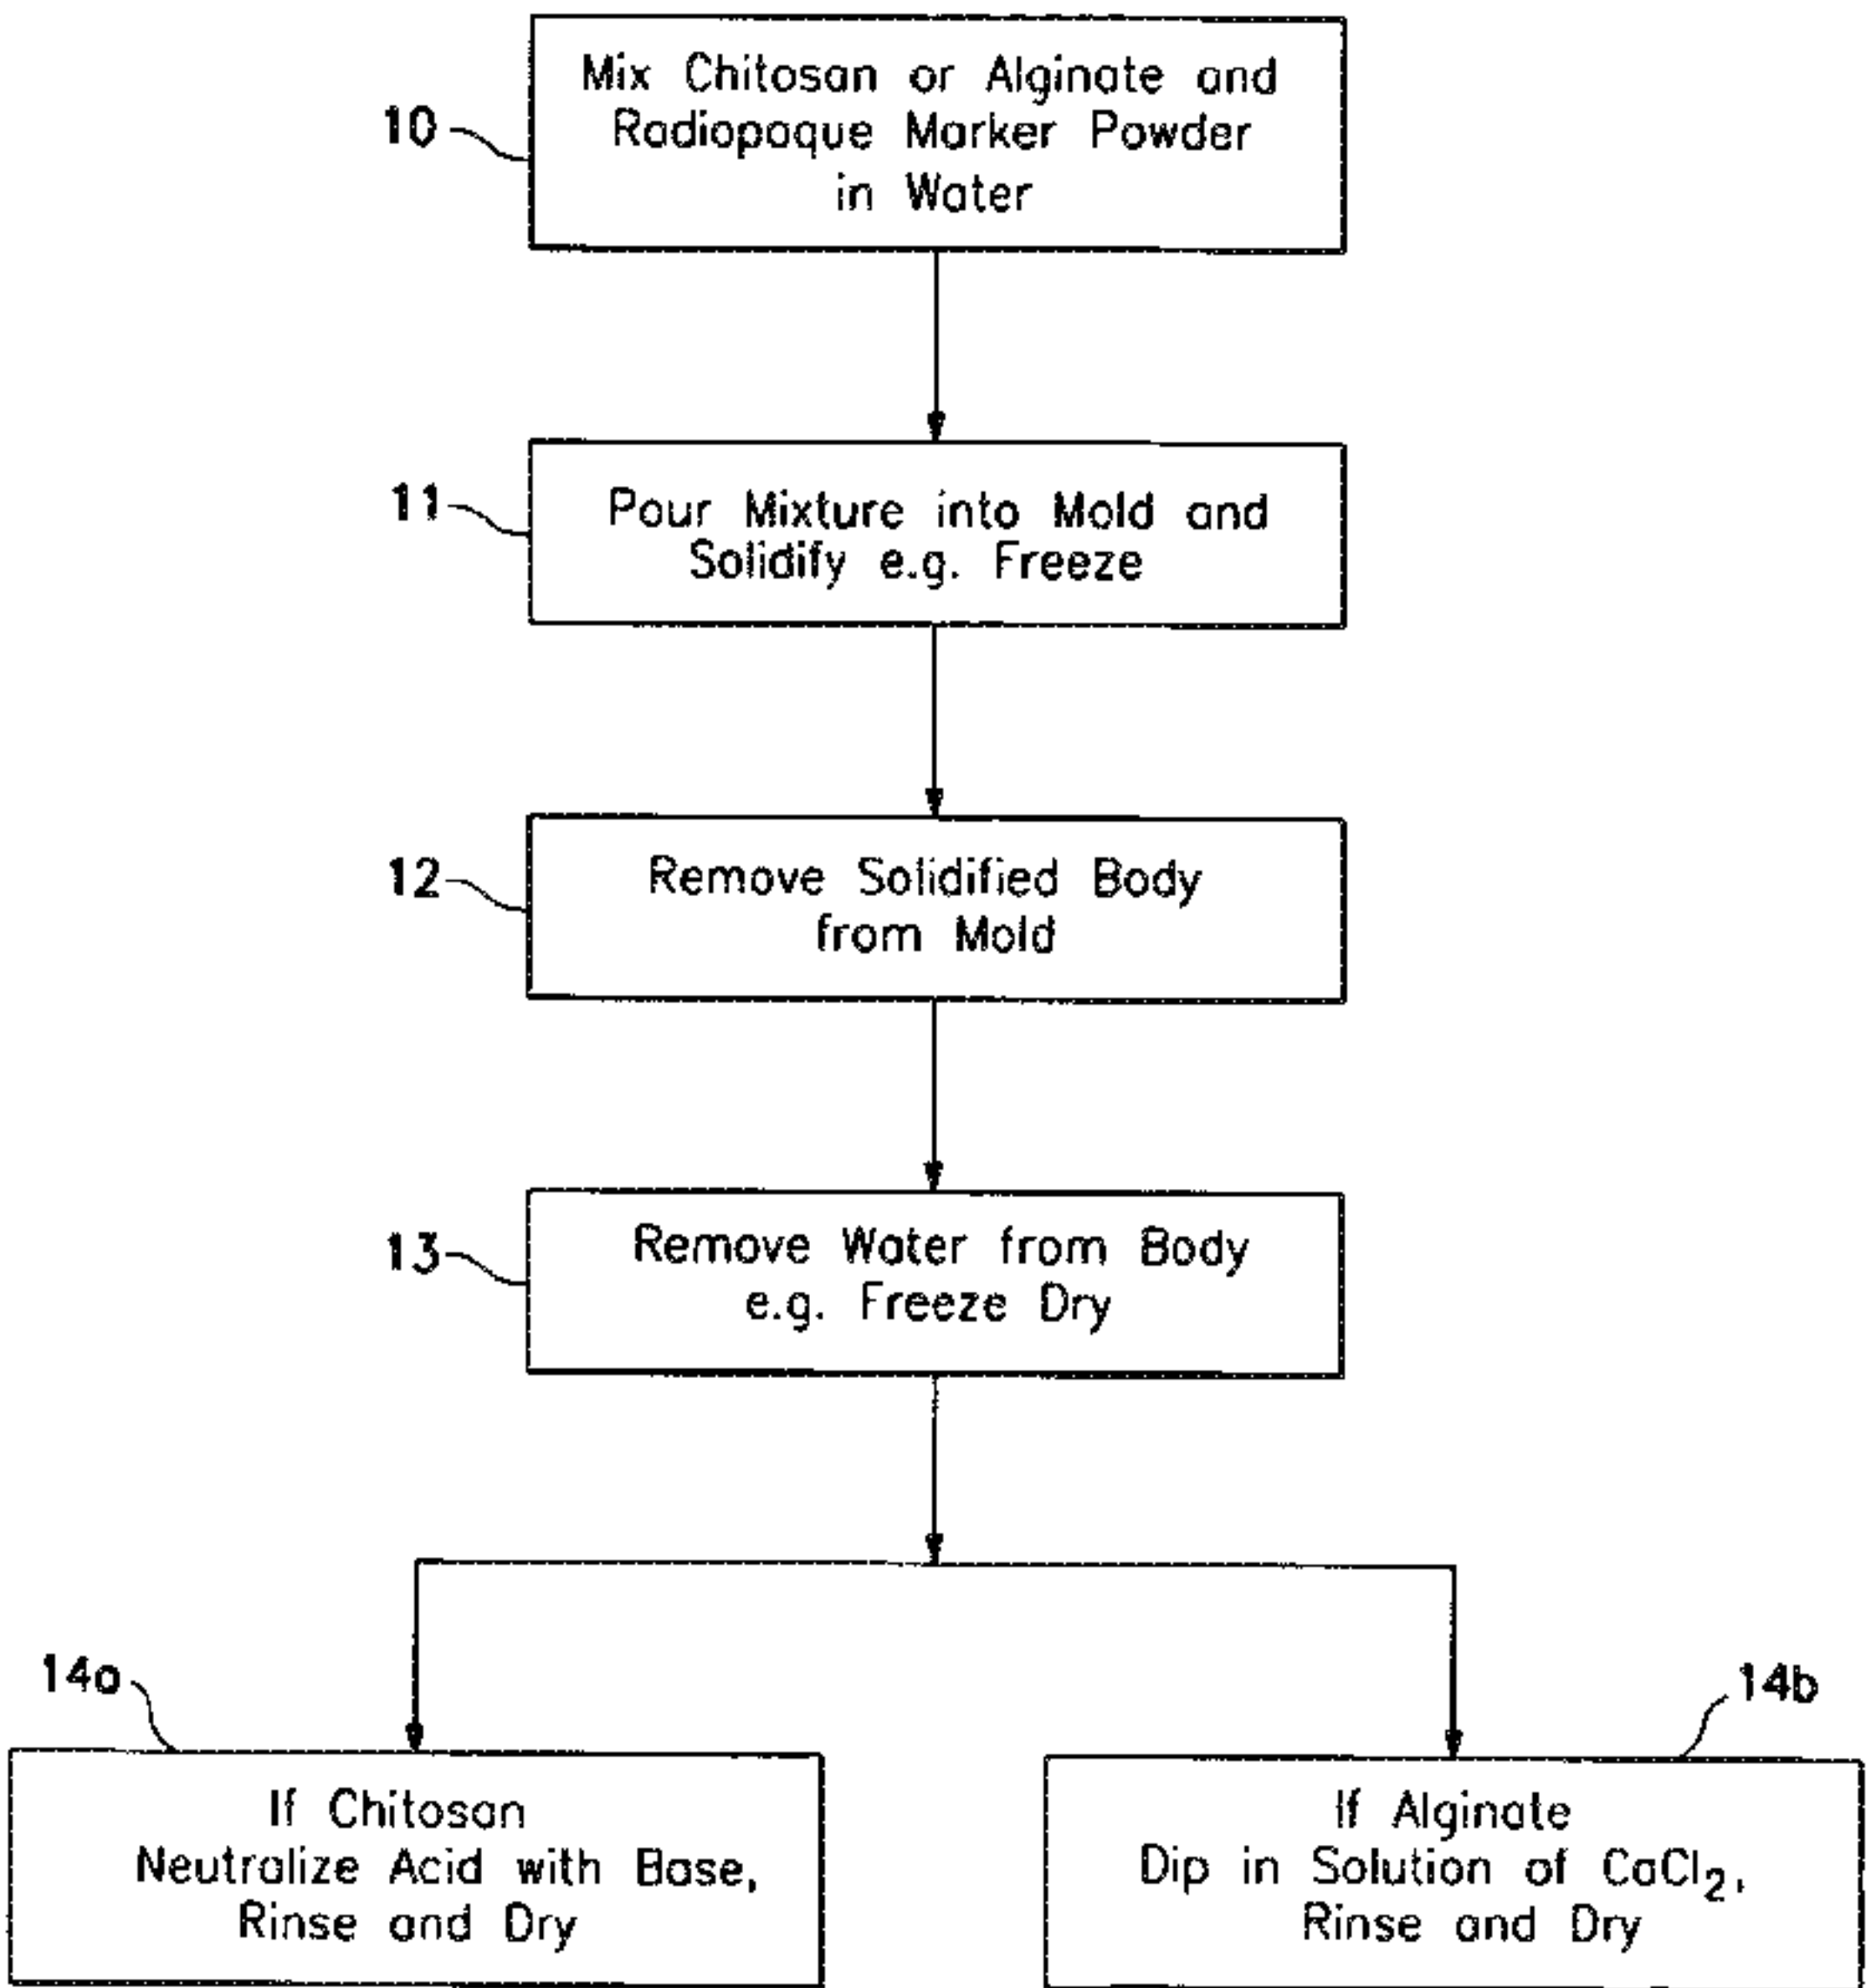 Mix Chitosan or Alginate and
Radiopaque Marker Powder
in Water
10
Pour Mixture into Mold and
Solidify e.g. Freeze
11
Remove Solidified Body
from Mold
12
Remove Water from Body
e.g. Freeze Dry
13
14a
If Chitosan
Neutralize Acid with Base,
Rinse and Dry
14b
If Alginate
Dip in Solution of CaCl₂,
Rinse and Dry